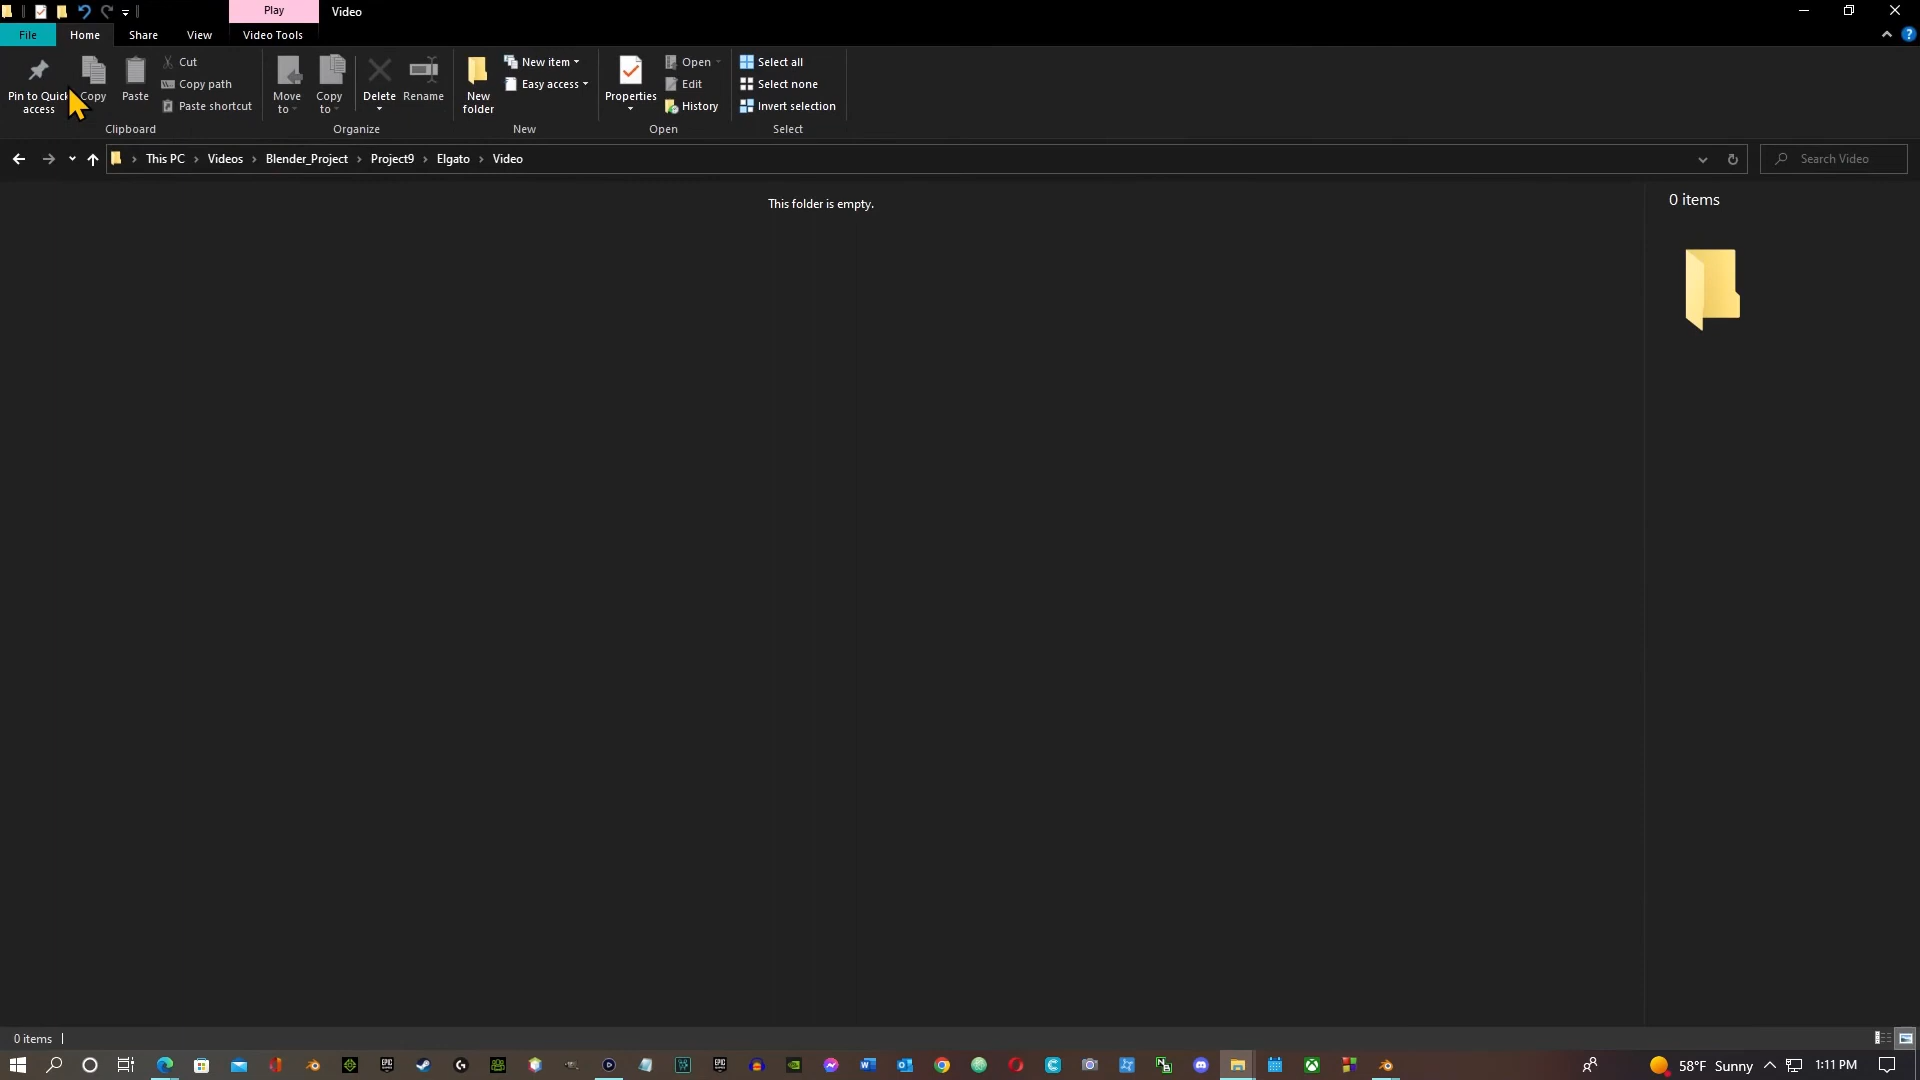 Play
Video
File
Home
Share
View
Video Tools
Pin to Quick
access
Copy
Paste
Cut
Copy path
Paste shortcut
Clipboard
Move
to
Copy
to
Delete
Rename
Organize
New
folder
New item
Easy access
New
Properties
Open
Edit
History
Open
Select all
Select none
Invert selection
Select
This PC
Videos
Blender_Project
Project9
Elgato
Video
Search Video
This folder is empty.
0 items
0 items
58°F Sunny
1:11 PM